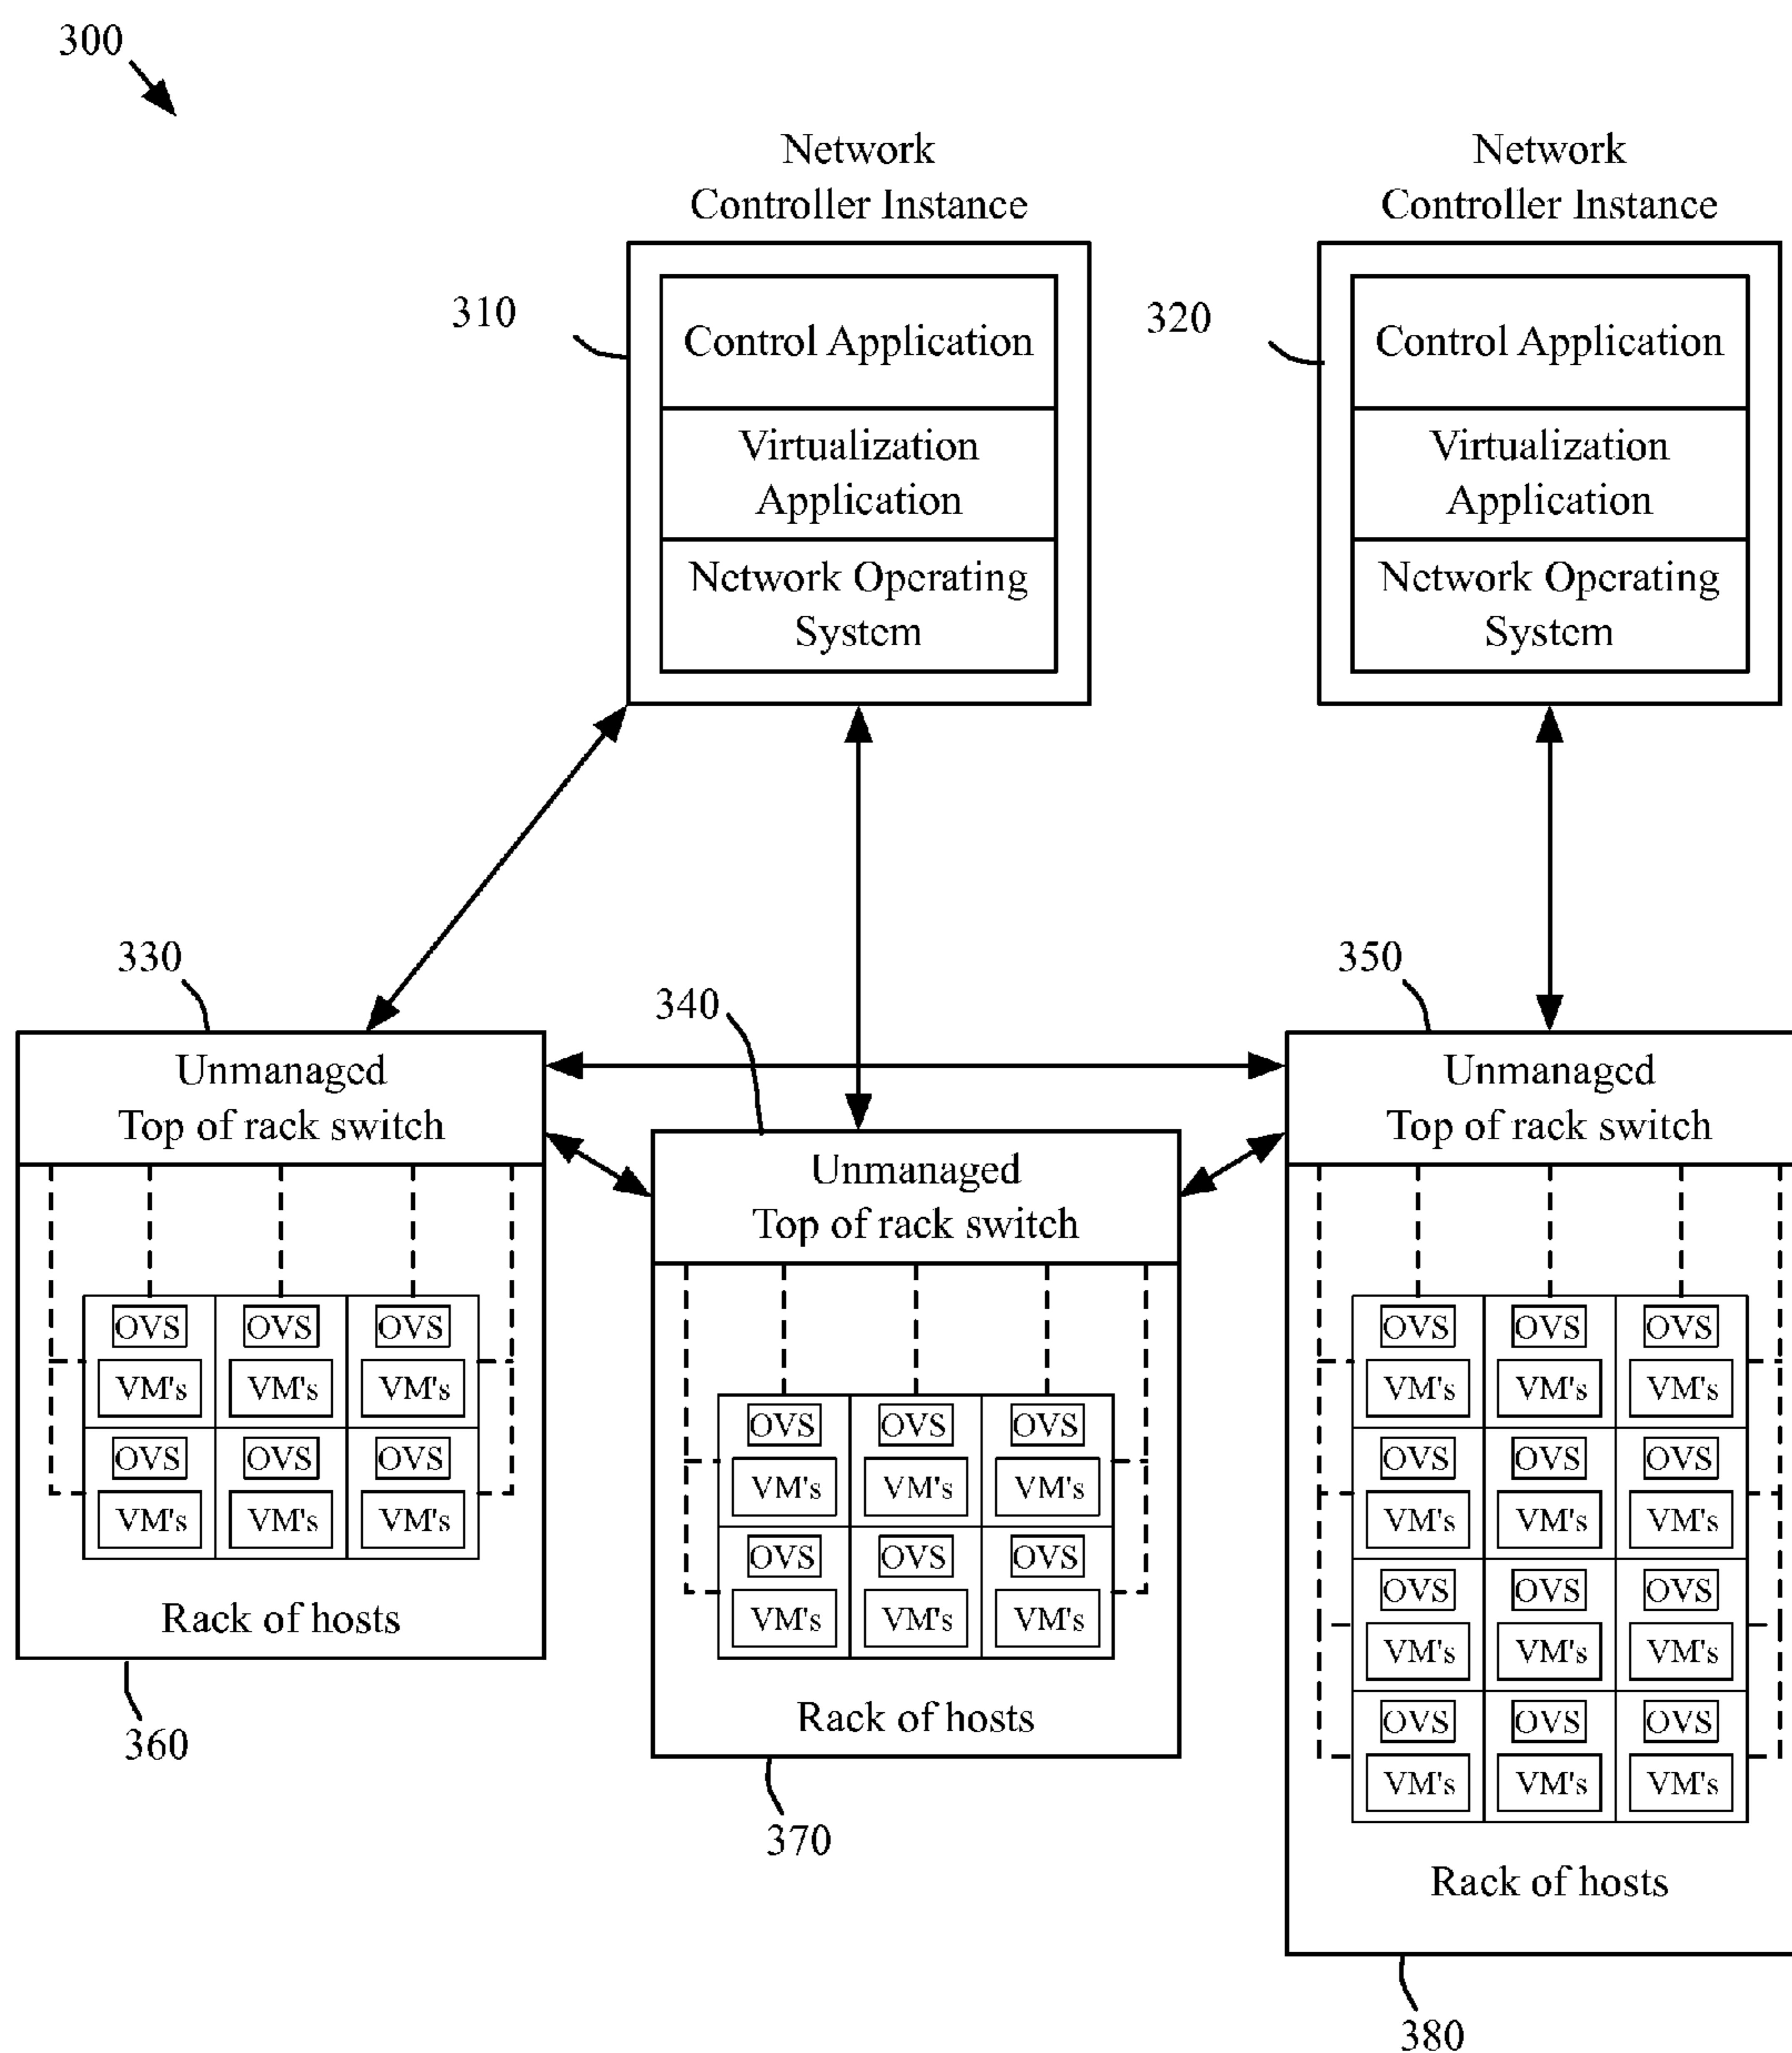 300
Network
Controller Instance
Network
Controller Instance
310
320
Control Application
Virtualization
Application
Network Operating
System
Control Application
Virtualization
Application
Network Operating
System
330
340
350
Unmanaged
Top of rack switch
Unmanaged
Top of rack switch
Unmanaged
Top of rack switch
OVS OVS OVS
VM's VM's VM's
OVS OVS OVS
VM's VM's VM's
Rack of hosts
360
OVS OVS OVS
VM's VM's VM's
OVS OVS OVS
VM's VM's VM's
Rack of hosts
370
OVS OVS OVS
VM's VM's VM's
OVS OVS OVS
VM's VM's VM's
OVS OVS OVS
VM's VM's VM's
OVS OVS OVS
VM's VM's VM's
Rack of hosts
380